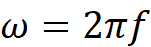 ω = 2πf